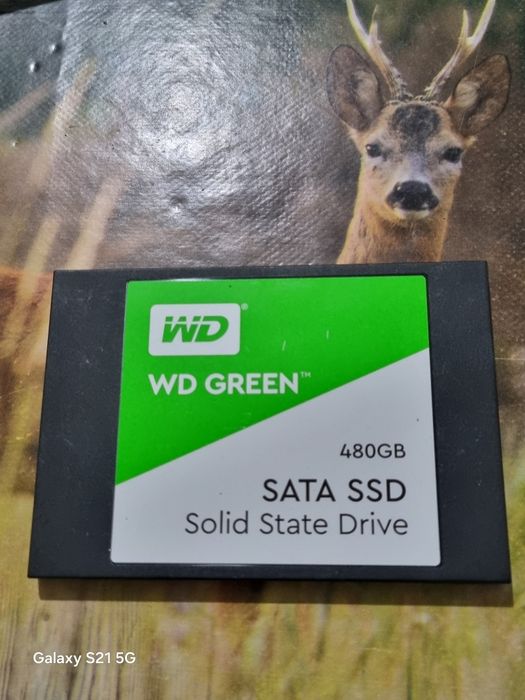 WD®
WD GREEN™
480GB
SATA SSD
Solid State Drive
Galaxy S21 5G